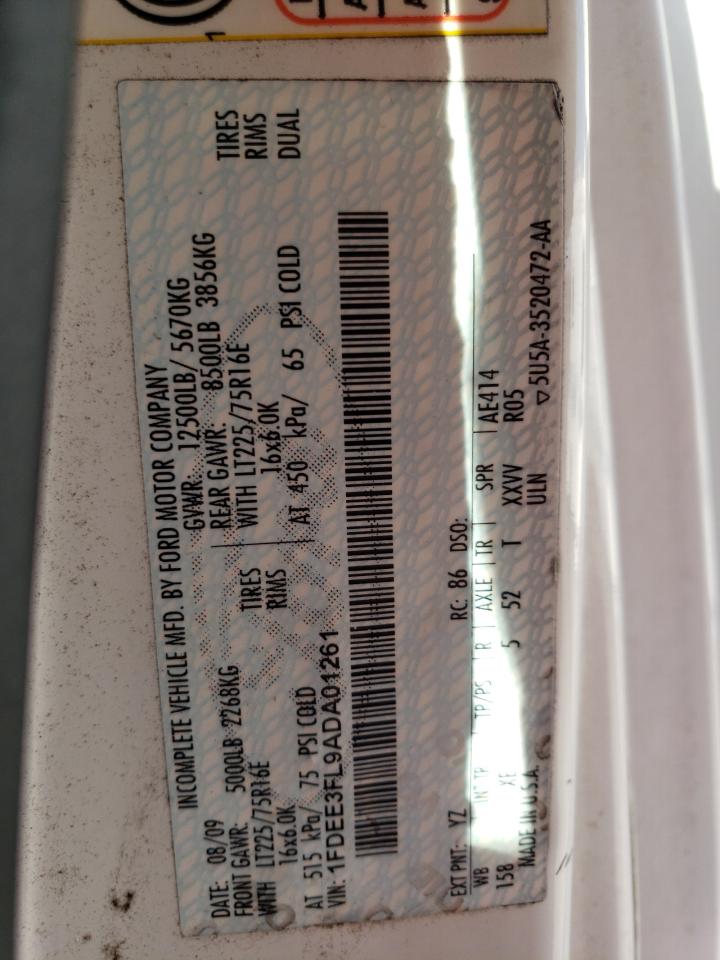 INCOMPLETE VEHICLE MFD. BY FORD MOTOR COMPANY
DATE: 08/09 GVWR: 12500LB/ 5670KG
FRONT GAWR: 5000LB 2268KG REAR GAWR: 8500LB 3856KG
WITH LT225/75R16E TIRES WITH LT225/75R16E TIRES
16x6.0K RIMS 16x6.0K RIMS
AT 515 kPa/ 75 PSI COLD AT 450 kPa/ 65 PSI COLD DUAL
VIN: 1FDEE3FL9ADA01261
EXT PNT: YZ RC: 86 DSO:
WB INT TP TP/PS R AXLE TR SPR AE414
158 XE 5 52 T XXVV R05
MADE IN U.S.A. ULN
▽5U5A-3520472-AA